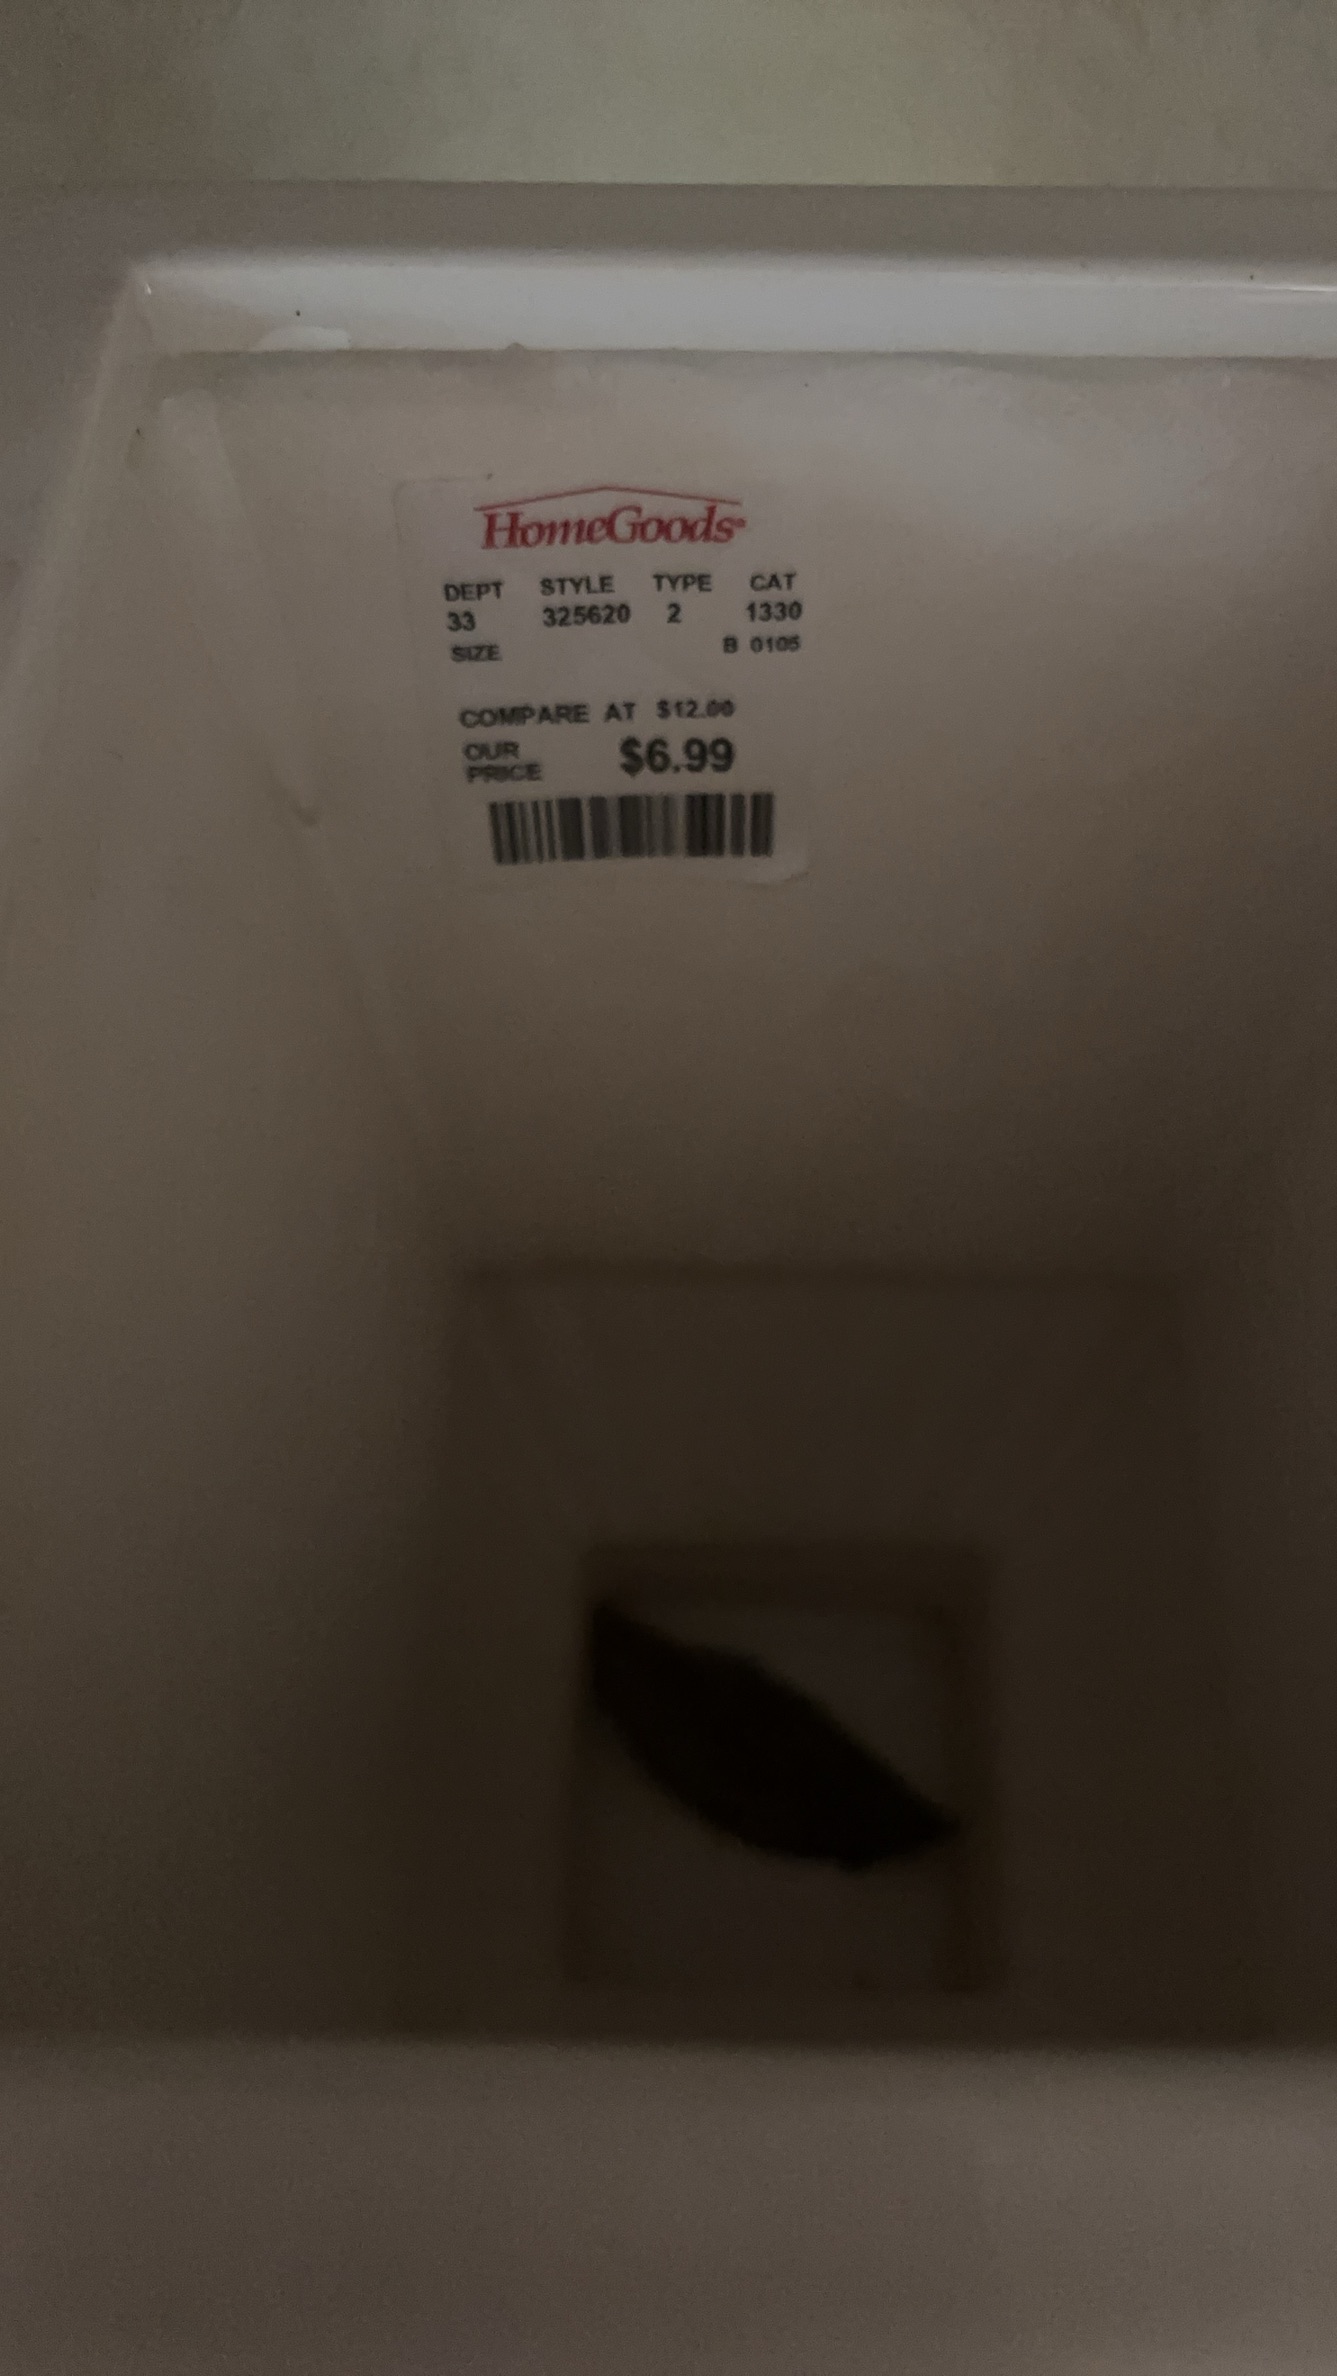 HomeGoods®
DEPT STYLE TYPE CAT
33 325620 2 1330
SIZE B 0105
COMPARE AT $12.00
OUR
PRICE $6.99